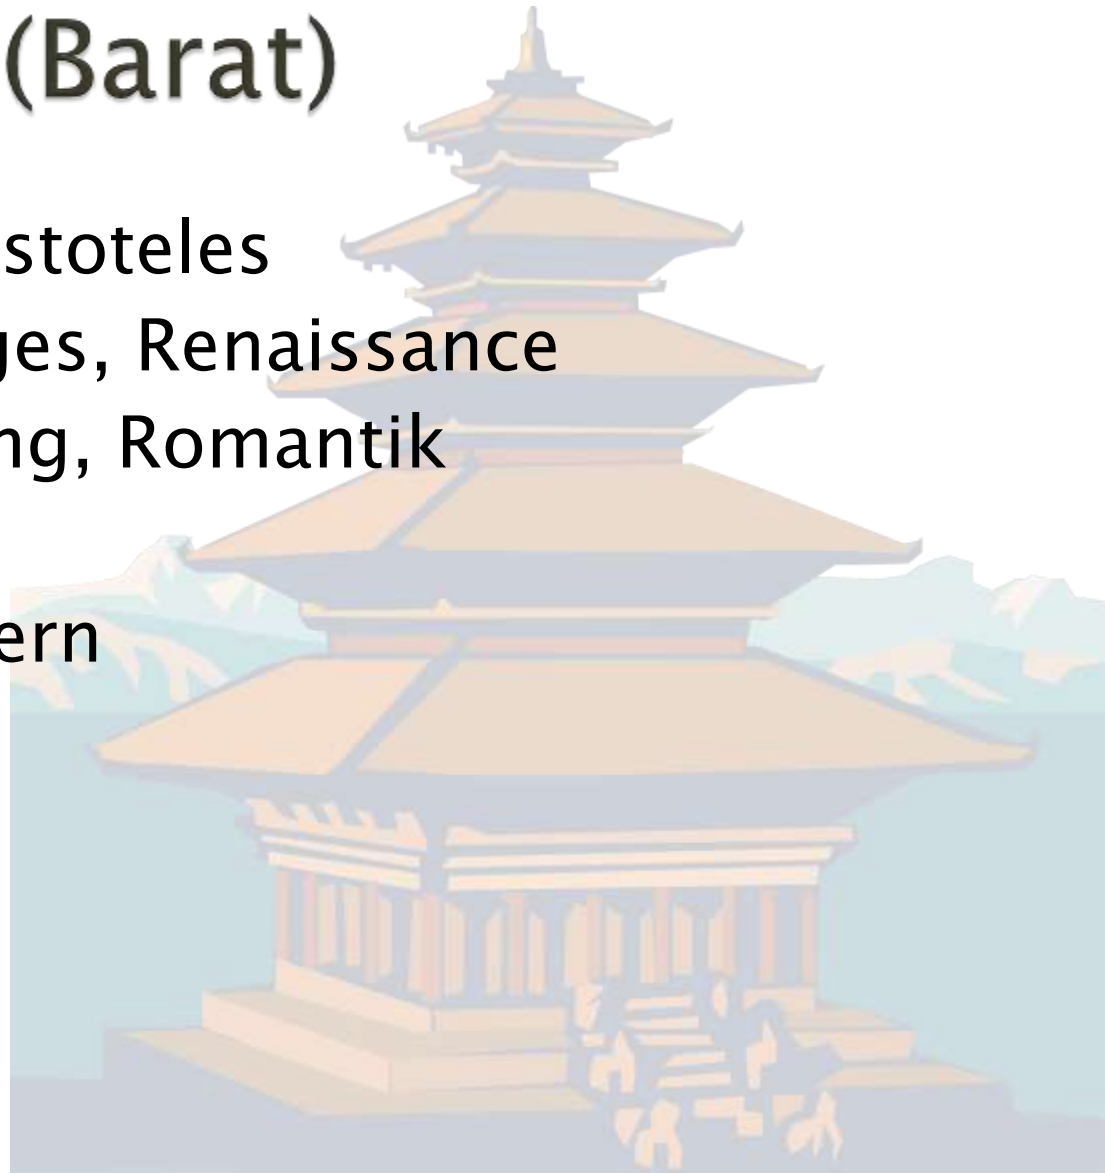 (Barat)
stoteles
ges, Renaissance
ng, Romantik
ern